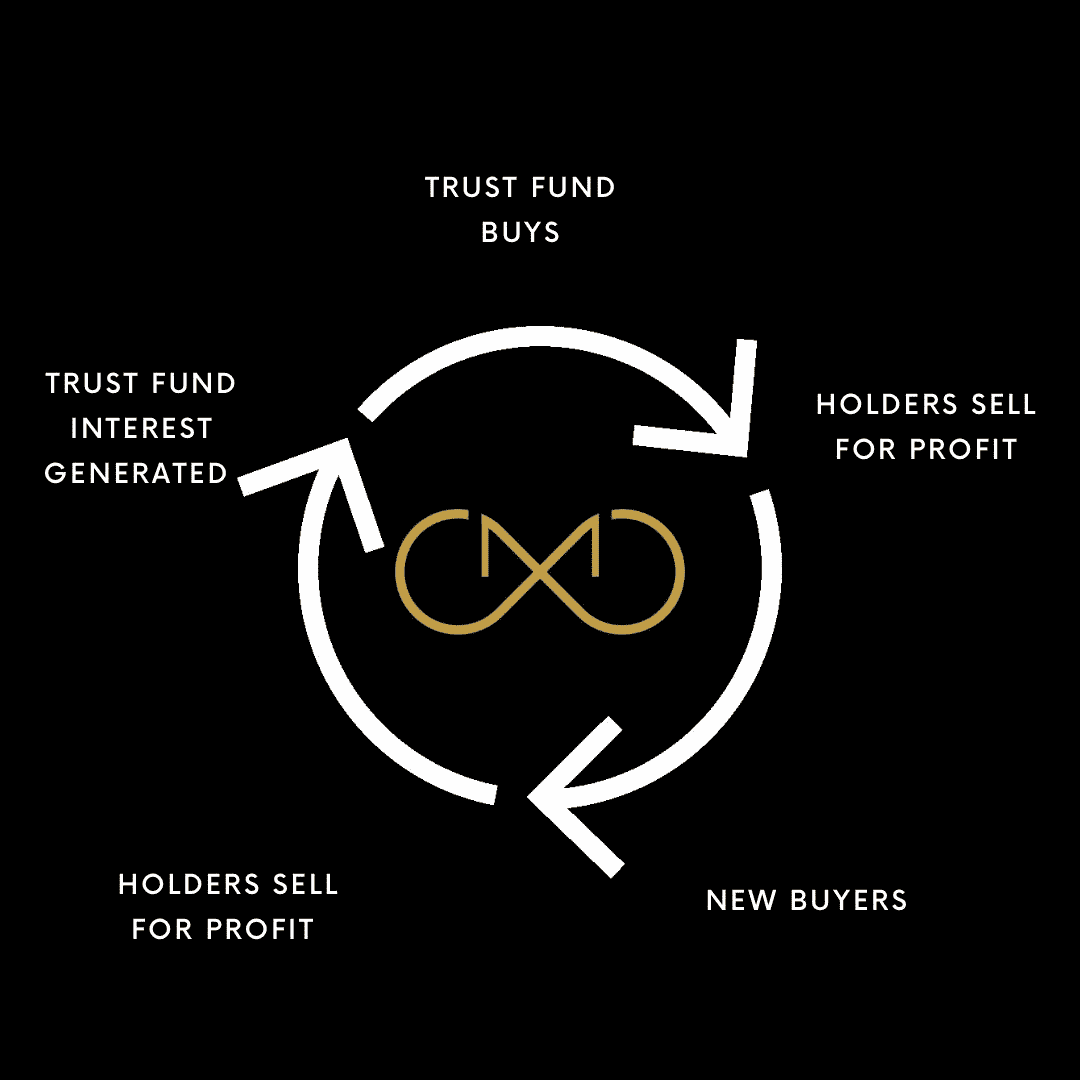 TRUST FUND
BUYS
HOLDERS SELL
FOR PROFIT
NEW BUYERS
HOLDERS SELL
FOR PROFIT
TRUST FUND
INTEREST
GENERATED